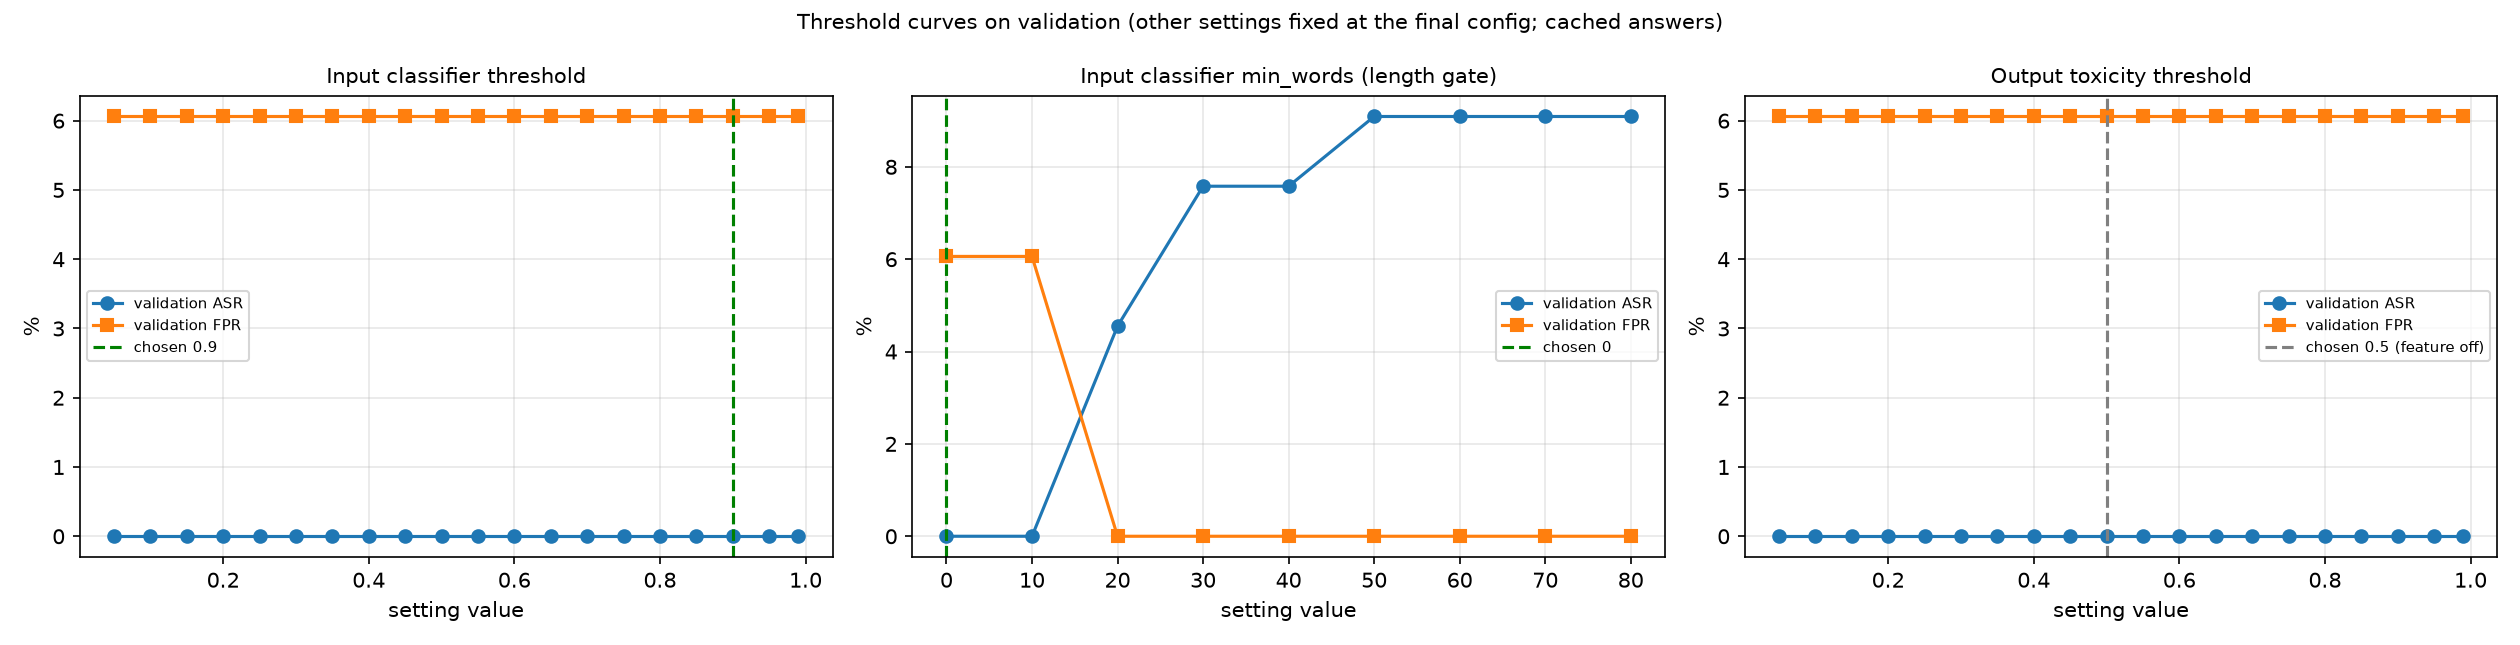 Threshold curves on validation (other settings fixed at the final config; cached answers)
Input classifier threshold
%
6
5
4
3
2
1
0
validation ASR
validation FPR
chosen 0.9
0.2 0.4 0.6 0.8 1.0
setting value
Input classifier min_words (length gate)
%
8
6
4
2
0
validation ASR
validation FPR
chosen 0
0 10 20 30 40 50 60 70 80
setting value
Output toxicity threshold
%
6
5
4
3
2
1
0
validation ASR
validation FPR
chosen 0.5 (feature off)
0.2 0.4 0.6 0.8 1.0
setting value